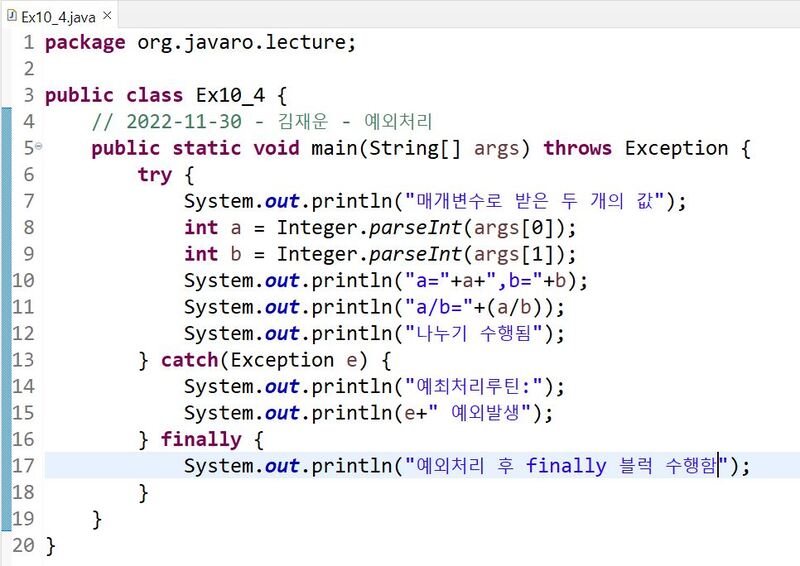 Ex10_4.java
1 package org.javaro.lecture;
2
3 public class Ex10_4 {
4     // 2022-11-30 - 김재운 - 예외처리
5     public static void main(String[] args) throws Exception {
6         try {
7             System.out.println("매개변수로 받은 두 개의 값");
8             int a = Integer.parseInt(args[0]);
9             int b = Integer.parseInt(args[1]);
10             System.out.println("a="+a+",b="+b);
11             System.out.println("a/b="+(a/b));
12             System.out.println("나누기 수행됨");
13         } catch(Exception e) {
14             System.out.println("예최처리루틴:");
15             System.out.println(e+" 예외발생");
16         } finally {
17             System.out.println("예외처리 후 finally 블럭 수행함");
18         }
19     }
20 }